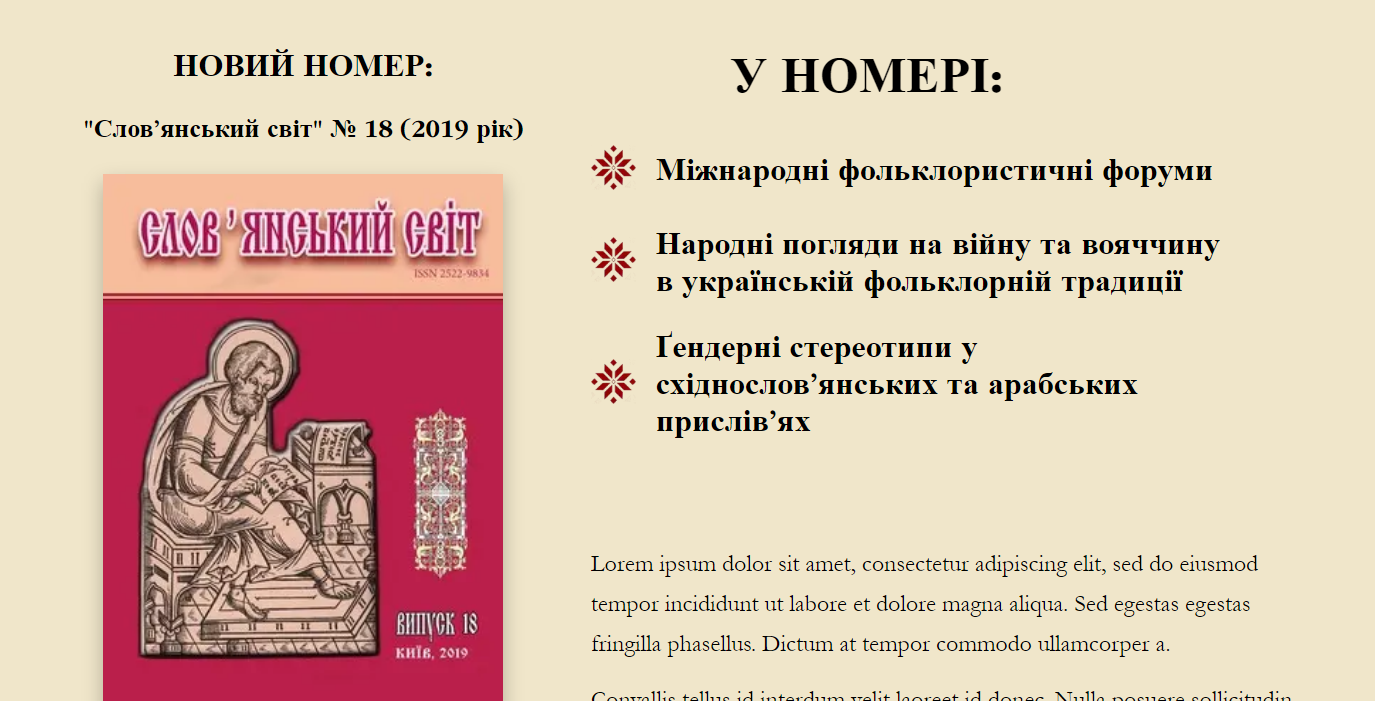 НОВИЙ НОМЕР:
"Слов’янський світ" № 18 (2019 рік)
СЛОВ’ЯНСЬКИЙ СВІТ
ISSN 2522-9834
ВИПУСК 18
КИЇВ, 2019
У НОМЕРІ:
Міжнародні фольклористичні форуми
Народні погляди на війну та вояччину
в українській фольклорній традиції
Ґендерні стереотипи у
східнослов’янських та арабських
прислів’ях
Lorem ipsum dolor sit amet, consectetur adipiscing elit, sed do eiusmod
tempor incididunt ut labore et dolore magna aliqua. Sed egestas egestas
fringilla phasellus. Dictum at tempor commodo ullamcorper a.
Convallis tellus id interdum velit laoreet id donec. Nulla posuere sollicitudin